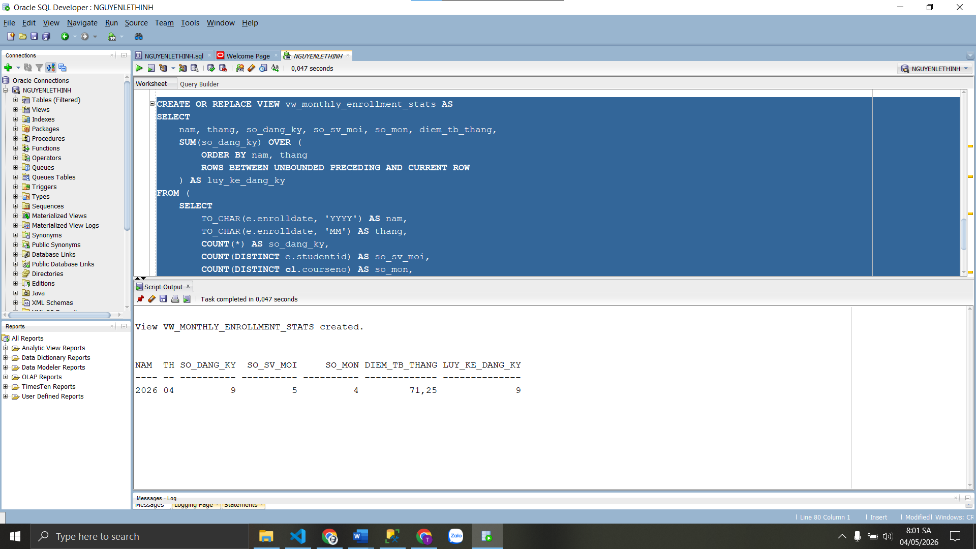 Oracle SQL Developer : NGUYENLETHINH
File Edit View Navigate Run Source Team Tools Window Help
Connections
NGUYENLETHINH.sql
Welcome Page
NGUYENLETHINH
0,047 seconds
NGUYENLETHINH
Worksheet
Query Builder
Oracle Connections
NGUYENLETHINH
Tables (Filtered)
Views
Indexes
Packages
Procedures
Functions
Operators
Queues
Queues Tables
Triggers
Types
Sequences
Materialized Views
Materialized View Logs
Synonyms
Public Synonyms
Database Links
Public Database Links
Directories
Editions
Java
XML Schemas
CREATE OR REPLACE VIEW vw_monthly_enrollment_stats AS
SELECT
nam, thang, so_dang_ky, so_sv_moi, so_mon, diem_tb_thang,
SUM(so_dang_ky) OVER (
ORDER BY nam, thang
ROWS BETWEEN UNBOUNDED PRECEDING AND CURRENT ROW
) AS luy_ke_dang_ky
FROM (
SELECT
TO_CHAR(e.enrolldate, 'YYYY') AS nam,
TO_CHAR(e.enrolldate, 'MM') AS thang,
COUNT(*) AS so_dang_ky,
COUNT(DISTINCT e.studentid) AS so_sv_moi,
COUNT(DISTINCT cl.courseno) AS so_mon,
Script Output
Task completed in 0,047 seconds
View VW_MONTHLY_ENROLLMENT_STATS created.
NAM TH SO_DANG_KY SO_SV_MOI SO_MON DIEM_TB_THANG LUY_KE_DANG_KY
---- -- ---------- ---------- ---------- ------------- --------------
2026 04 9 5 4 71,25 9
Reports
All Reports
Analytic View Reports
Data Dictionary Reports
Data Modeler Reports
OLAP Reports
TimesTen Reports
User Defined Reports
Messages - Log
Messages Logging Page Statements
Line 80 Column 1 Insert Modified Windows: CF
Type here to search
Zalo
8:01 SA
04/05/2026